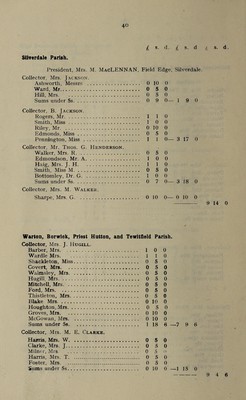 40
£ s. d. £ s. d. £ s. d.
Silverdale Parish.
President, Mrs. M. MacLENNAN, Field Edge, Silverdale.
Collector, Mrs. Jackson.
Ashworth, Messer 0 10 0
Ward, Mr. 0 5 0
Hill, Mrs. 0 5 0
Sums under 5s. 0 9 0— 1 9 0
Collector, B. Jackson.
Rogers, Mr. 1 1 0
Smith, Miss 1 0 0
Riley, Mr. 0 10 0
Edmonds, Miss 0 5 0
Pennington, Miss 1 1 0— 3 17 0
Collector, Mr. Thos. G. Henderson.
Walker, Mrs. R. 0 5 0
Edmondson, Mr. A. 1 0 0
Haig, Mrs. J. H. 1 1 0
Smith, Miss M. 0 5 0
Bottomley, Dr. G. 1 0 0
Sums under 5s. 0 7 0— 3 18 0
Collector, Mrs. M. Walker.
Sharpe, Mrs. G. 0 10 0— 0 10 0
9 14 0
Warton, Borwick, Priest Hutton, and Tewitfield Parish.
Collector, Mrs. J. Hugill.
Barber, Mrs. 1 0 0
Wardle Mrs. 1 1 0
Shackleton, Miss 0 5 0
Covert, Mrs. 0 5 0
Walmsley, Mrs. 0 5 0
Hugill, Mrs. 0 5 0
Mitchell, Mrs. 0 5 0
Ford, Mrs. 0 5 0
Thistleton, Mrs. 0 5 0
Blake Mrs. 0 10 0
Houghton, Mrs. 0 5 0
Groves, Mrs. 0 10 0
McGowan, Mrs. 0 10 0
Sums under 5s. 1 18 6 —7 9 6
Collector, Mrs. M. E. Clarke.
Harris, Mrs. W. 0 5 0
Clarke, Mrs. J. 0 5 0
Milner, Mrs. 0 5 0
Harris, Mrs. T. 0 5 0
Foster, Mrs. 0 5 0
Sums under 5s. 0 10 0 —1 15 0
9 4 6